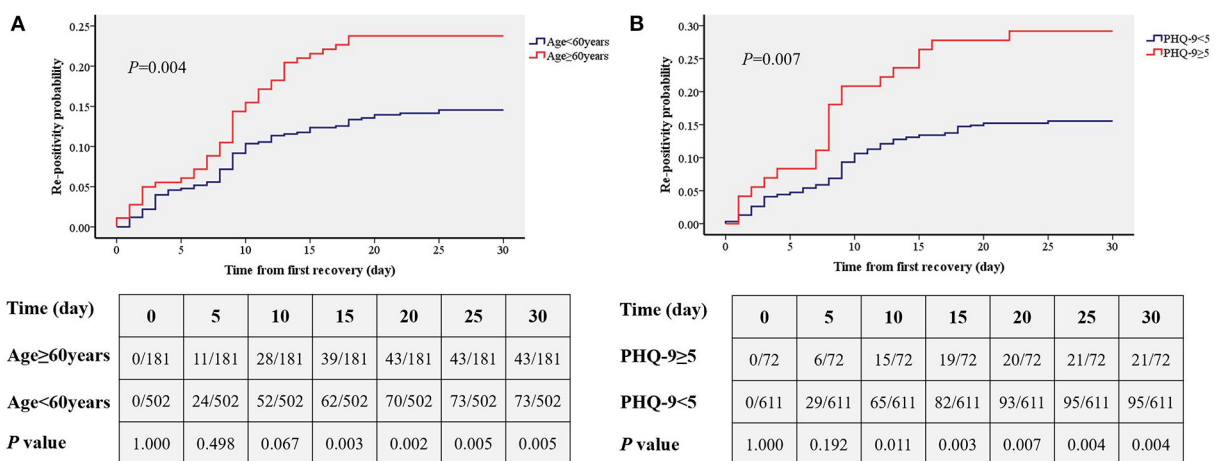 A
0.25
0.20
0.15
0.10
0.05
0.00
Re-positivity probability
P=0.004
Age<60years
Age≥60years
0 5 10 15 20 25 30
Time from first recovery (day)
Time (day) 0 5 10 15 20 25 30
Age≥60years 0/181 11/181 28/181 39/181 43/181 43/181 43/181
Age<60years 0/502 24/502 52/502 62/502 70/502 73/502 73/502
P value 1.000 0.498 0.067 0.003 0.002 0.005 0.005
B
0.30
0.25
0.20
0.15
0.10
0.05
0.00
Re-positivity probability
P=0.007
PHQ-9<5
PHQ-9≥5
0 5 10 15 20 25 30
Time from first recovery (day)
Time (day) 0 5 10 15 20 25 30
PHQ-9≥5 0/72 6/72 15/72 19/72 20/72 21/72 21/72
PHQ-9<5 0/611 29/611 65/611 82/611 93/611 95/611 95/611
P value 1.000 0.192 0.011 0.003 0.007 0.004 0.004